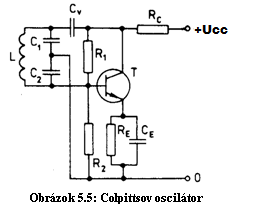 Cv
RC
+Ucc
L
C1
R1
T
C2
RE
CE
R2
0
Obrázok 5.5: Colpittsov oscilátor